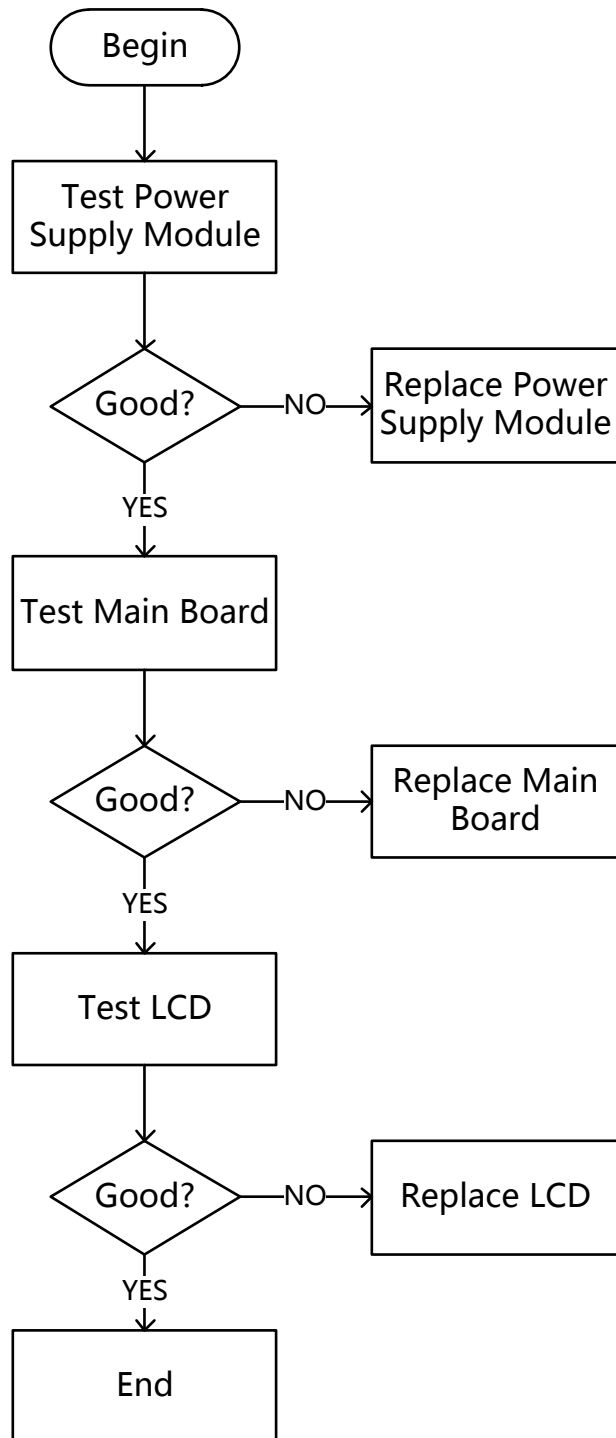 Begin
Test Power
Supply Module
Good?
NO
Replace Power
Supply Module
YES
Test Main Board
Good?
NO
Replace Main
Board
YES
Test LCD
Good?
NO
Replace LCD
YES
End